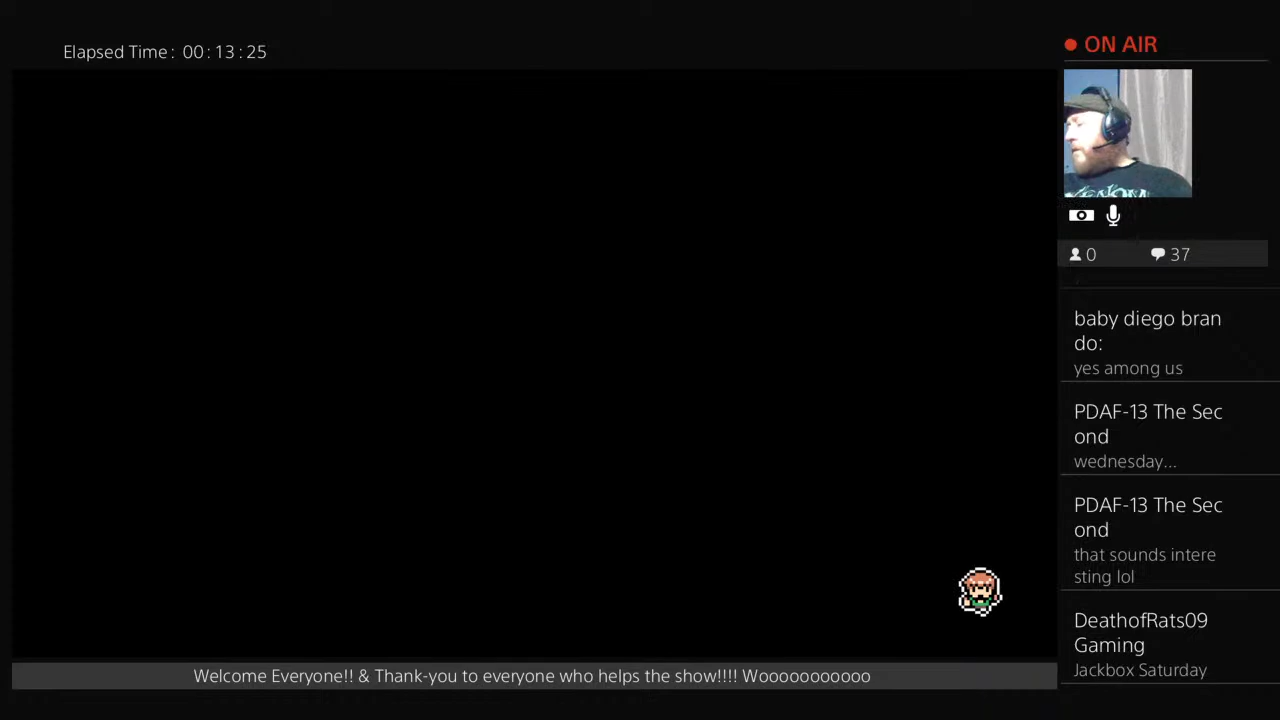 Elapsed Time: 00:13:25
ON AIR
VENOM
0 37
baby diego bran
do:
yes among us
PDAF-13 The Sec
ond
wednesday...
PDAF-13 The Sec
ond
that sounds intere
sting lol
DeathofRats09
Gaming
Jackbox Saturday
Welcome Everyone!! & Thank-you to everyone who helps the show!!!! Wooooooooooo